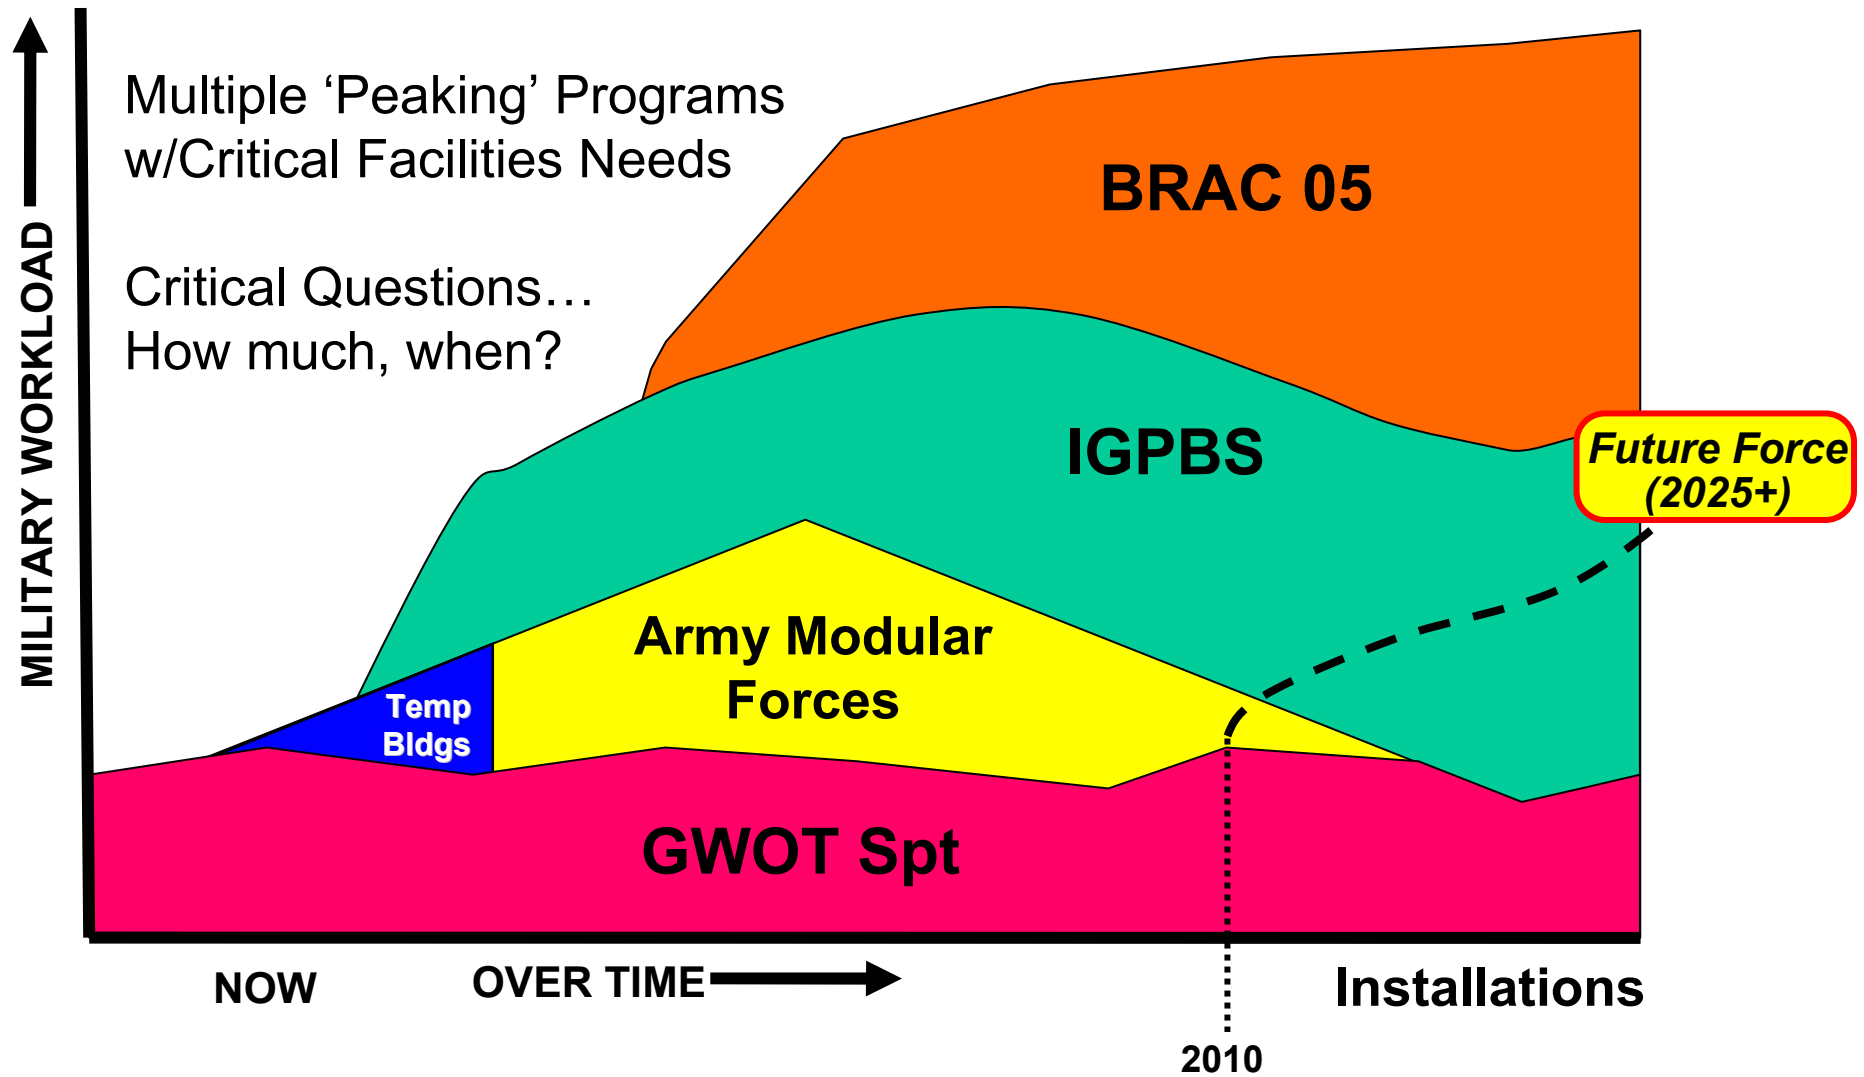 Multiple ‘Peaking’ Programs
w/Critical Facilities Needs
Critical Questions…
How much, when?
MILITARY WORKLOAD
BRAC 05
IGPBS
Future Force
(2025+)
Army Modular
Forces
Temp
Bldgs
GWOT Spt
NOW
OVER TIME
Installations
2010